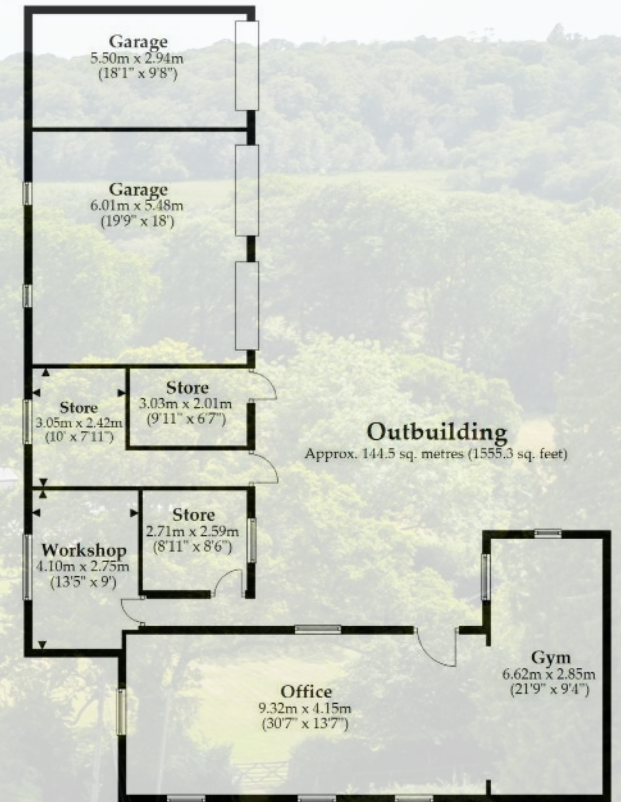 Garage
5.50m x 2.94m
(18'1" x 9'8")
Garage
6.01m x 5.48m
(19'9" x 18')
Store
3.05m x 2.42m
(10' x 7'11")
Store
3.03m x 2.01m
(9'11" x 6'7")
Outbuilding
Approx. 144.5 sq. metres (1555.3 sq. feet)
Store
2.71m x 2.59m
(8'11" x 8'6")
Workshop
4.10m x 2.75m
(13'5" x 9')
Office
9.32m x 4.15m
(30'7" x 13'7")
Gym
6.62m x 2.85m
(21'9" x 9'4")